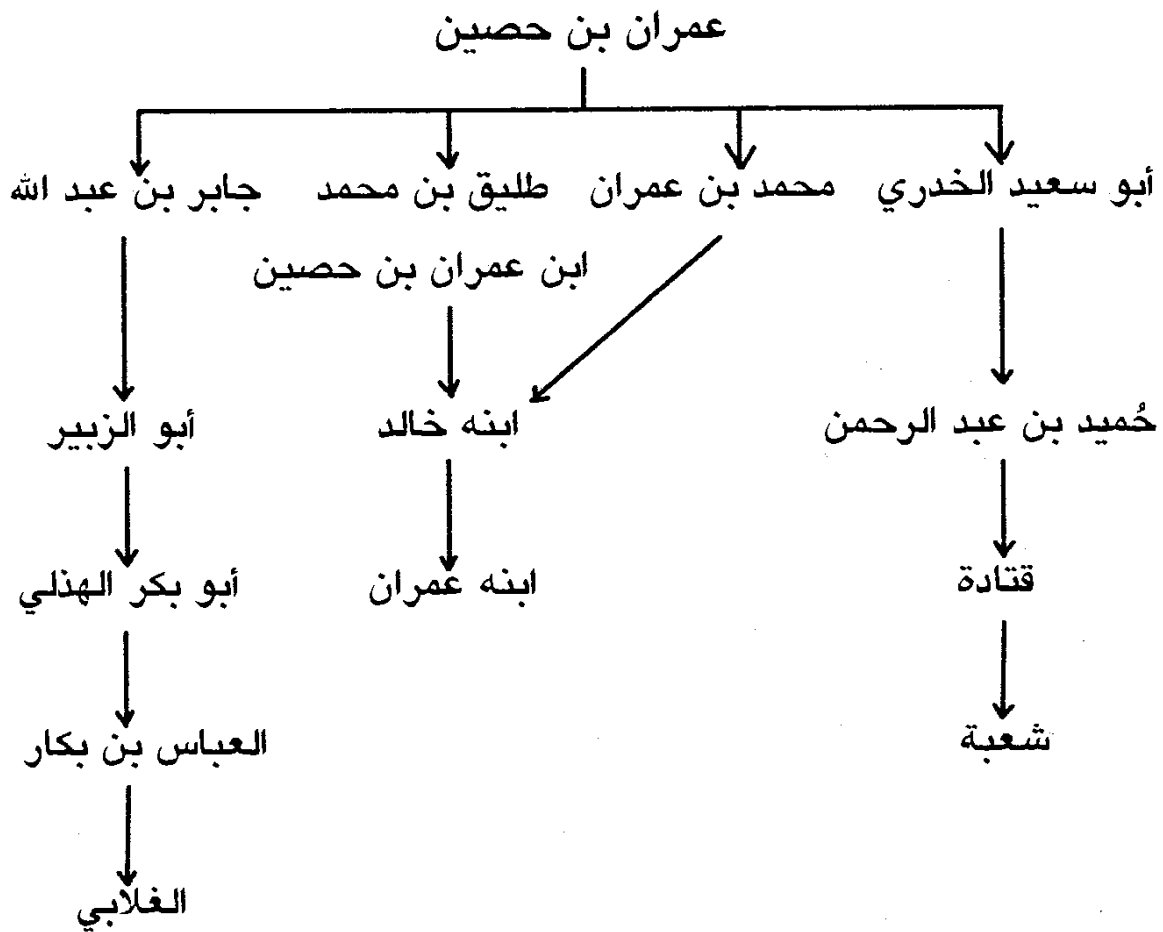 عمران بن حصين
أبو سعيد الخدري محمد بن عمران طليق بن محمد جابر بن عبد الله
ابن عمران بن حصين
حُميد بن عبد الرحمن ابنه خالد أبو الزبير
قتادة ابنه عمران أبو بكر الهذلي
شعبة العباس بن بكار
الغلابي